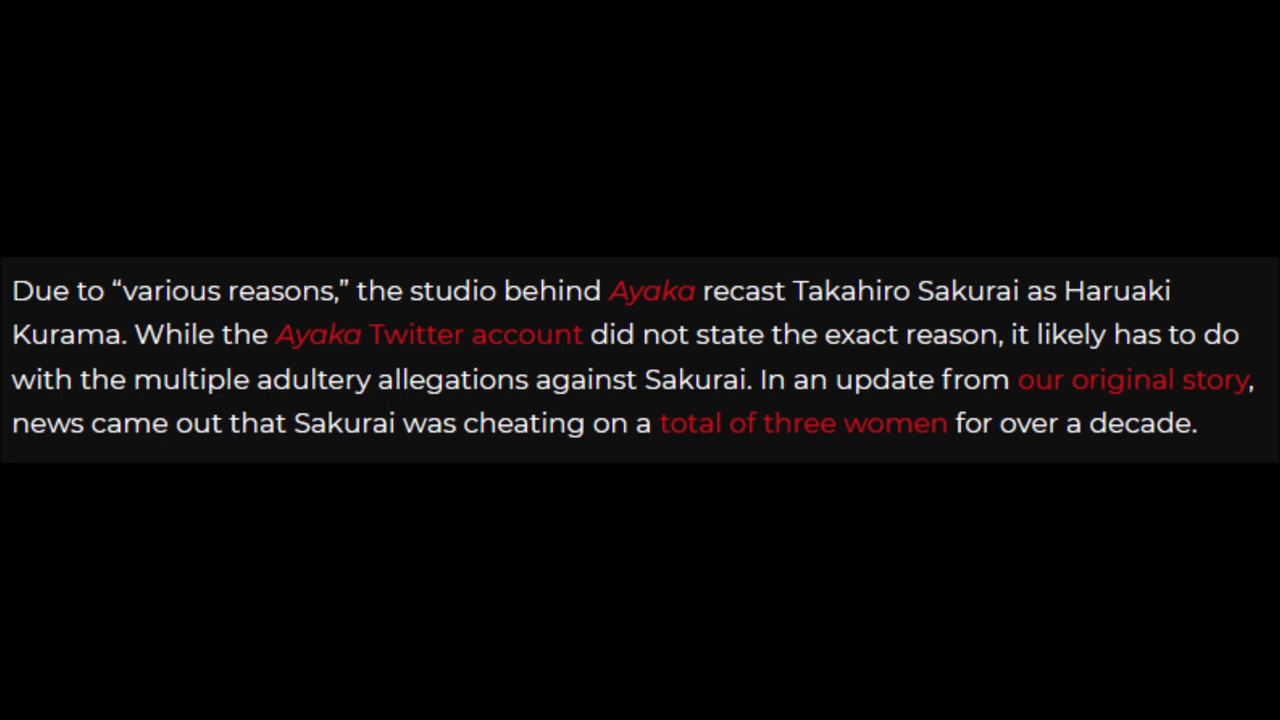 Due to “various reasons,” the studio behind Ayaka recast Takahiro Sakurai as Haruaki
Kurama. While the Ayaka Twitter account did not state the exact reason, it likely has to do
with the multiple adultery allegations against Sakurai. In an update from our original story,
news came out that Sakurai was cheating on a total of three women for over a decade.